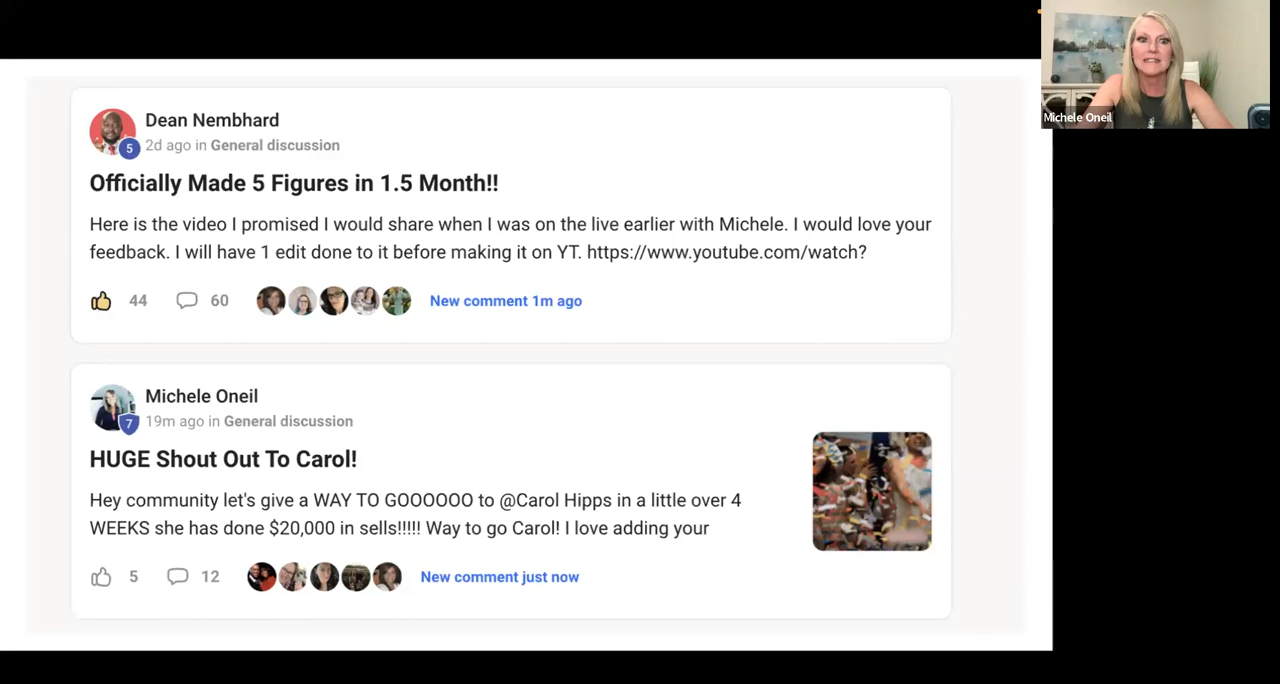 Michele Oneil
Dean Nembhard
5
2d ago in General discussion
Officially Made 5 Figures in 1.5 Month!!
Here is the video I promised I would share when I was on the live earlier with Michele. I would love your
feedback. I will have 1 edit done to it before making it on YT. https://www.youtube.com/watch?
44 60 New comment 1m ago
Michele Oneil
7
19m ago in General discussion
HUGE Shout Out To Carol!
Hey community let's give a WAY TO GOOOOOO to @Carol Hipps in a little over 4
WEEKS she has done $20,000 in sells!!!!! Way to go Carol! I love adding your
5 12 New comment just now